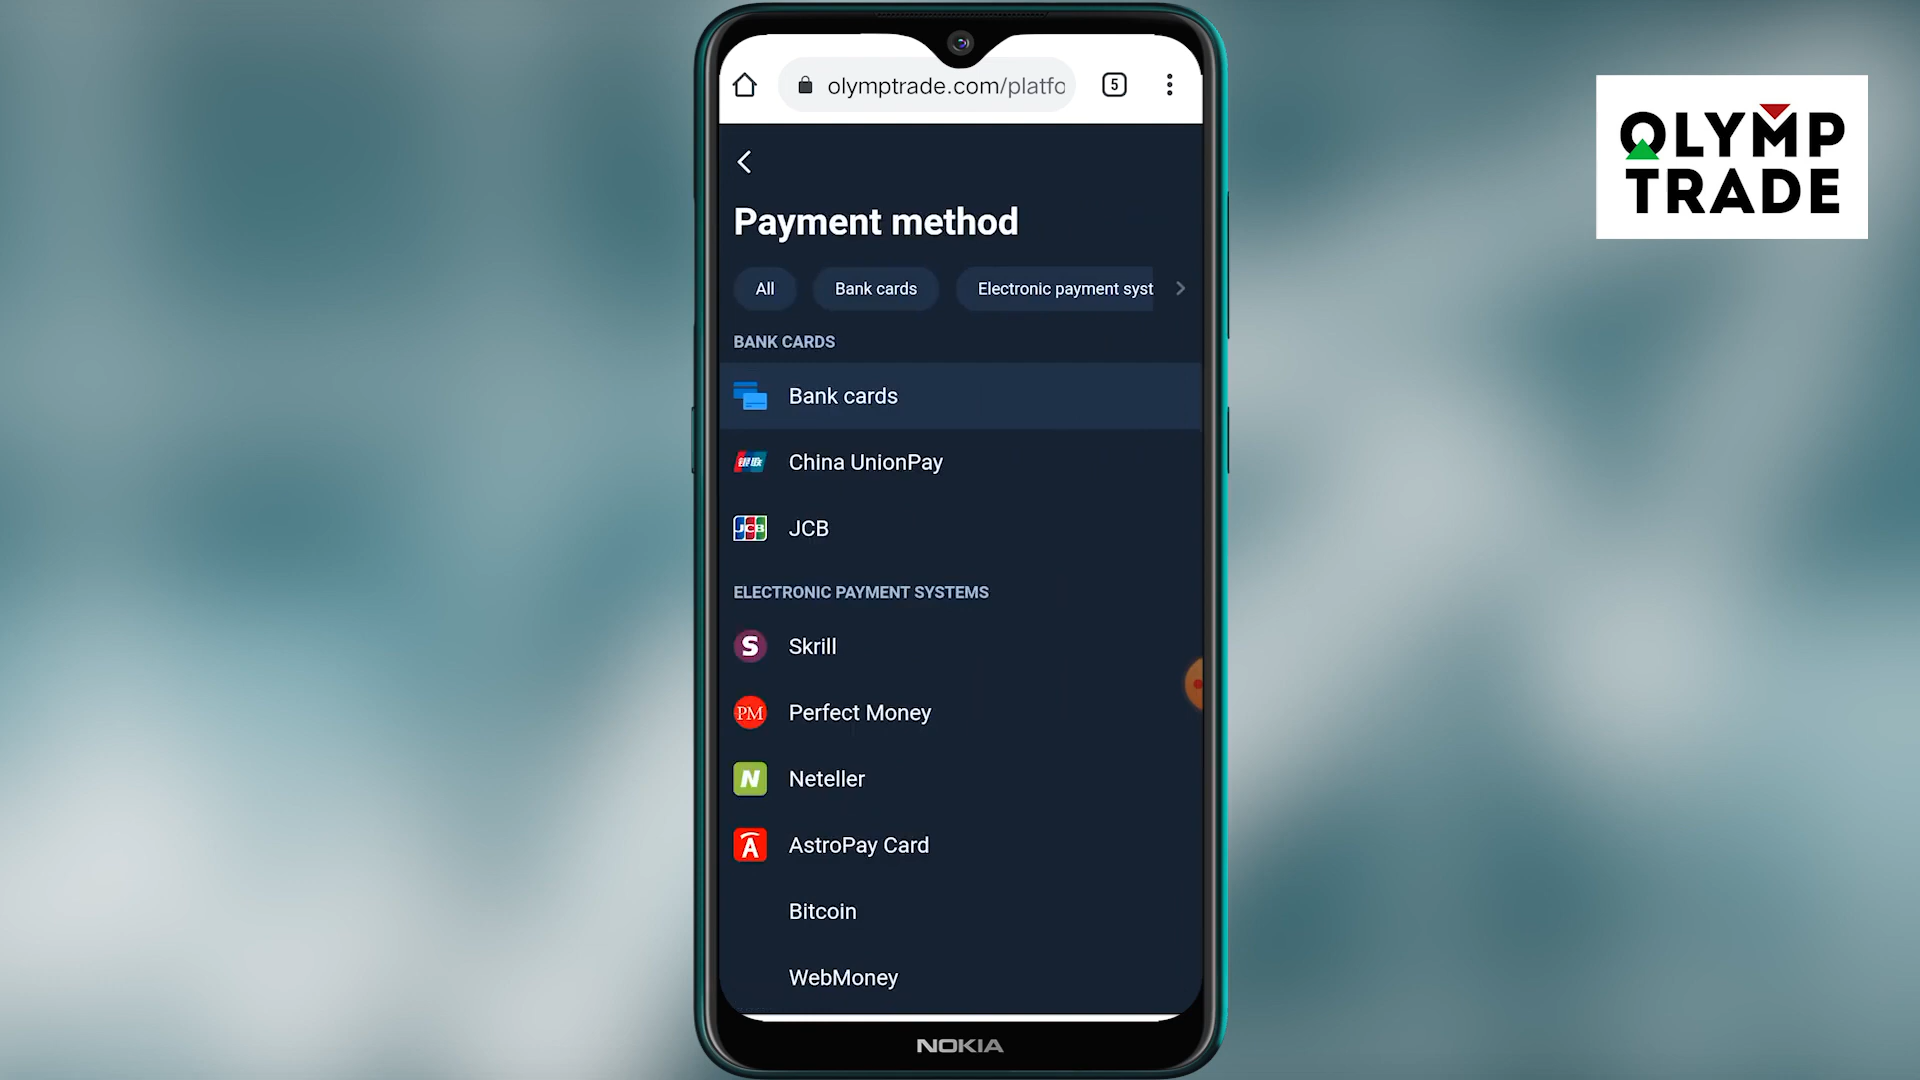 olymptrade.com/platfo
5
OLYMP
TRADE
Payment method
All
Bank cards
Electronic payment syst
BANK CARDS
Bank cards
China UnionPay
JCB
JCB
ELECTRONIC PAYMENT SYSTEMS
S
Skrill
PM
Perfect Money
N
Neteller
A
AstroPay Card
Bitcoin
WebMoney
NOKIA